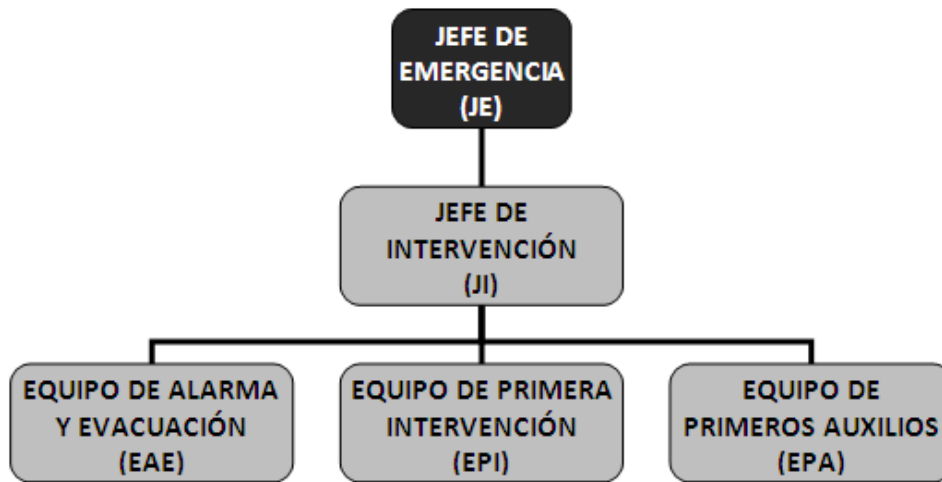 JEFE DE
EMERGENCIA
(JE)
JEFE DE
INTERVENCIÓN
(JI)
EQUIPO DE ALARMA
Y EVACUACIÓN
(EAE)
EQUIPO DE PRIMERA
INTERVENCIÓN
(EPI)
EQUIPO DE
PRIMEROS AUXILIOS
(EPA)